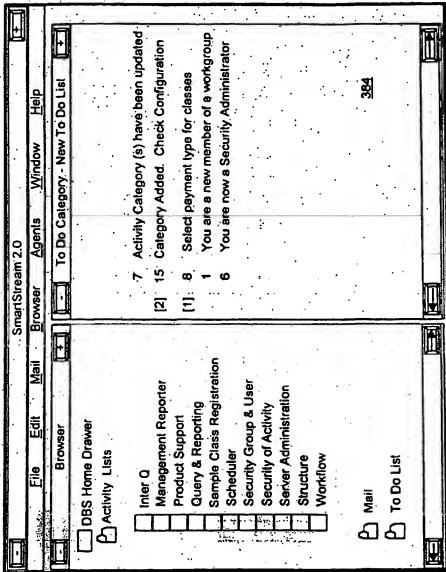 SmartStream 2.0
File Edit Mail Browser Agents Window Help
Browser
DBS Home Drawer
Activity Lists
Inter Q
Management Reporter
Product Support
Query & Reporting
Sample Class Registration
Scheduler
Security Group & User
Security of Activity
Server Administration
Structure
Workflow
Mail
To Do List
To Do Category - New To Do List
7 Activity Category (s) have been updated
[2] 15 Category Added. Check Configuration
[1] 8 Select payment type for classes
1 You are a new member of a workgroup
6 You are now a Security Administrator
384